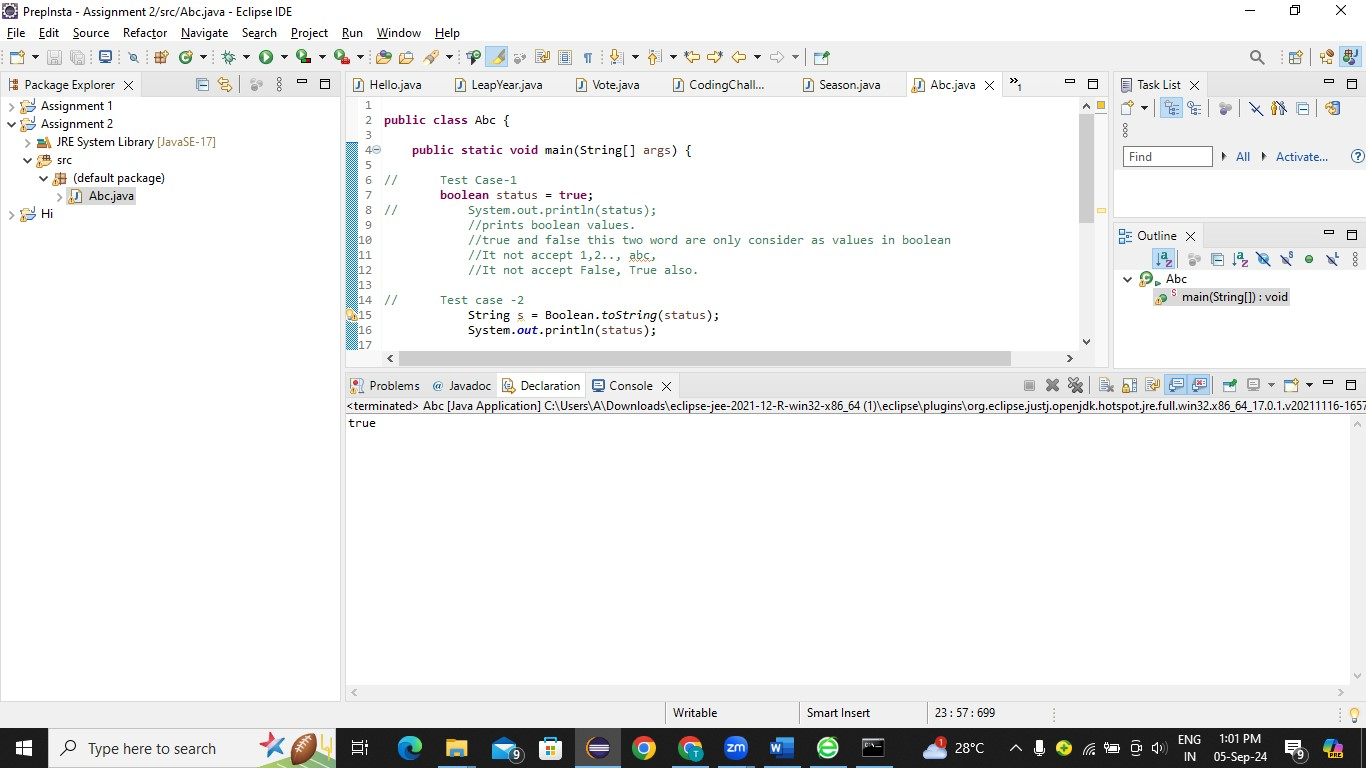 PrepInsta - Assignment 2/src/Abc.java - Eclipse IDE
File Edit Source Refactor Navigate Search Project Run Window Help
Package Explorer
Assignment 1
Assignment 2
JRE System Library [JavaSE-17]
src
(default package)
Abc.java
Hi
Hello.java LeapYear.java Vote.java CodingChall... Season.java Abc.java »1
1
2 public class Abc {
3
4 public static void main(String[] args) {
5
6 // Test Case-1
7 boolean status = true;
8 // System.out.println(status);
9 //prints boolean values.
10 //true and false this two word are only consider as values in boolean
11 //It not accept 1,2.., abc,
12 //It not accept False, True also.
13
14 // Test case -2
15 String s = Boolean.toString(status);
16 System.out.println(status);
17
Task List
Find All Activate...
Outline
Abc
main(String[]) : void
Problems @ Javadoc Declaration Console
<terminated> Abc [Java Application] C:\Users\A\Downloads\eclipse-jee-2021-12-R-win32-x86_64 (1)\eclipse\plugins\org.eclipse.justj.openjdk.hotspot.jre.full.win32.x86_64_17.0.1.v20211116-1657
true
Writable Smart Insert 23 : 57 : 699
Type here to search
9
zm
1
28°C
ENG
IN
1:01 PM
05-Sep-24
9
PRE